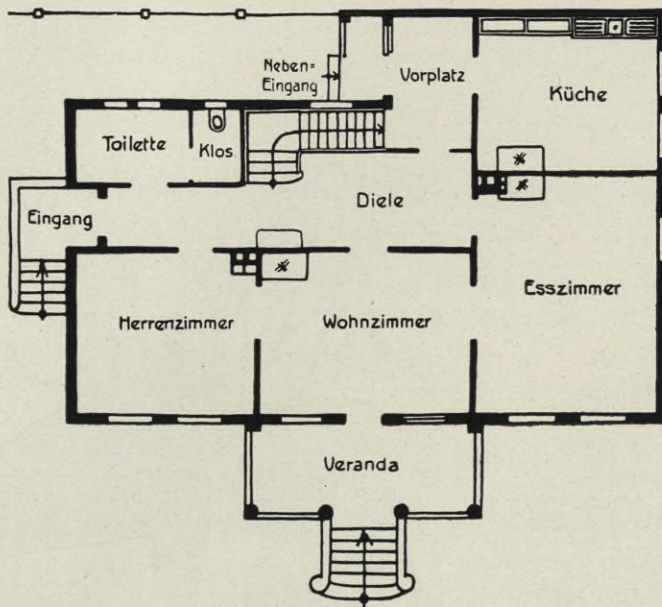 Neben=
Eingang
Vorplatz
Küche
Toilette
Klos.
Eingang
Diele
Esszimmer
Herrenzimmer
Wohnzimmer
Veranda